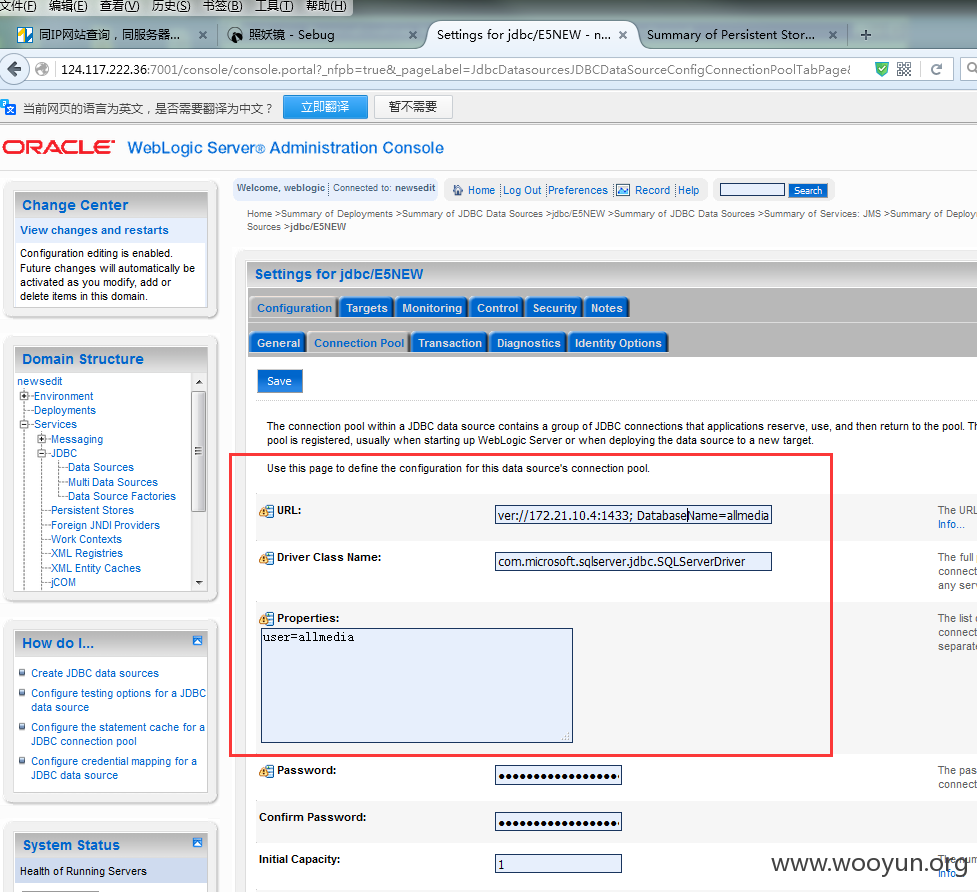 文件(F) 编辑(E) 查看(V) 历史(S) 书签(B) 工具(T) 帮助(H)
同IP网站查询，同服务器...
照妖镜 - Sebug
Settings for jdbc/E5NEW - n...
Summary of Persistent Stor...
124.117.222.36:7001/console/console.portal?_nfpb=true&_pageLabel=JdbcDatasourcesJDBCDataSourceConfigConnectionPoolTabPage&
当前网页的语言为英文，是否需要翻译为中文？ 立即翻译 暂不需要
ORACLE WebLogic Server® Administration Console
Change Center
View changes and restarts
Configuration editing is enabled.
Future changes will automatically be
activated as you modify, add or
delete items in this domain.
Domain Structure
newsedit
Environment
Deployments
Services
Messaging
JDBC
Data Sources
Multi Data Sources
Data Source Factories
Persistent Stores
Foreign JNDI Providers
Work Contexts
XML Registries
XML Entity Caches
jCOM
How do I...
Create JDBC data sources
Configure testing options for a JDBC
data source
Configure the statement cache for a
JDBC connection pool
Configure credential mapping for a
JDBC data source
System Status
Health of Running Servers
Welcome, weblogic Connected to: newsedit Home Log Out Preferences Record Help Search
Home >Summary of Deployments >Summary of JDBC Data Sources >jdbc/E5NEW >Summary of JDBC Data Sources >Summary of Services: JMS >Summary of Deploym
Sources >jdbc/E5NEW
Settings for jdbc/E5NEW
Configuration Targets Monitoring Control Security Notes
General Connection Pool Transaction Diagnostics Identity Options
Save
The connection pool within a JDBC data source contains a group of JDBC connections that applications reserve, use, and then return to the pool. Th
pool is registered, usually when starting up WebLogic Server or when deploying the data source to a new target.
Use this page to define the configuration for this data source's connection pool.
URL: ver://172.21.10.4:1433; DatabaseName=allmedia The URL
Info...
Driver Class Name: com.microsoft.sqlserver.jdbc.SQLServerDriver The full
connect
any serv
Properties: The list o
connect
separate
user=allmedia
Password: ●●●●●●●●●●●●●●●●● The pas
connect
Confirm Password: ●●●●●●●●●●●●●●●●●
Initial Capacity: 1
www.wooyun.org